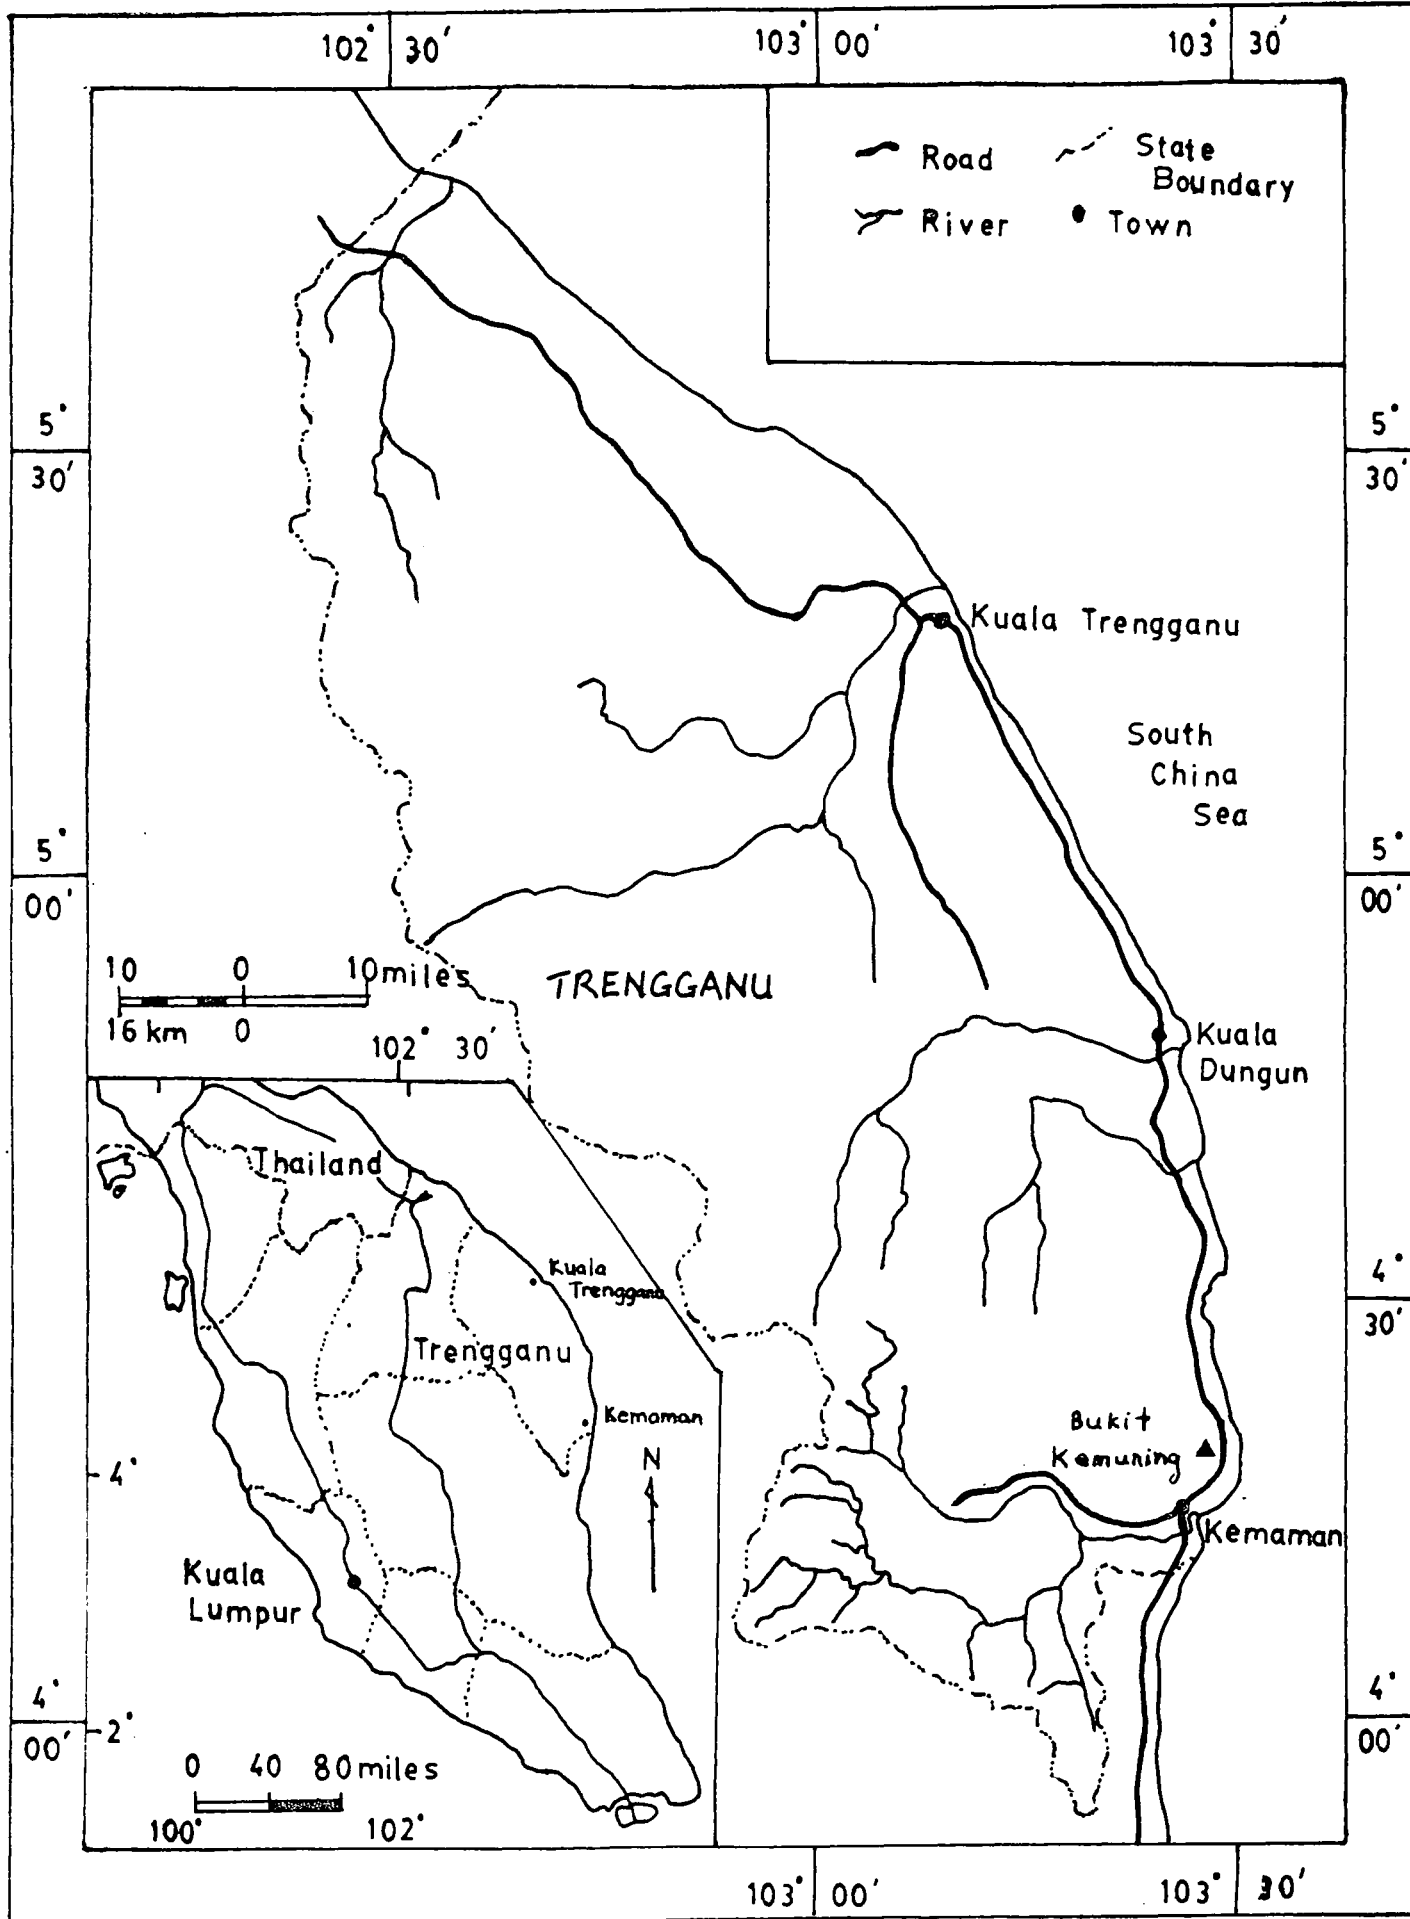 102° 30'
103° 00'
103° 30'
Road
State
Boundary
River
Town
5°
30'
5°
30'
Kuala Trengganu
South
China
Sea
5°
00'
5°
00'
10 0 10 miles
16 km 0
TRENGGANU
102° 30'
Kuala
Dungun
Thailand
Kuala
Trengganu
Trengganu
Kemaman
N
4°
30'
Bukit
Kemuning
Kemaman
4°
Kuala
Lumpur
4°
00'
4°
00'
2°
0 40 80 miles
100° 102°
103° 00'
103° 30'